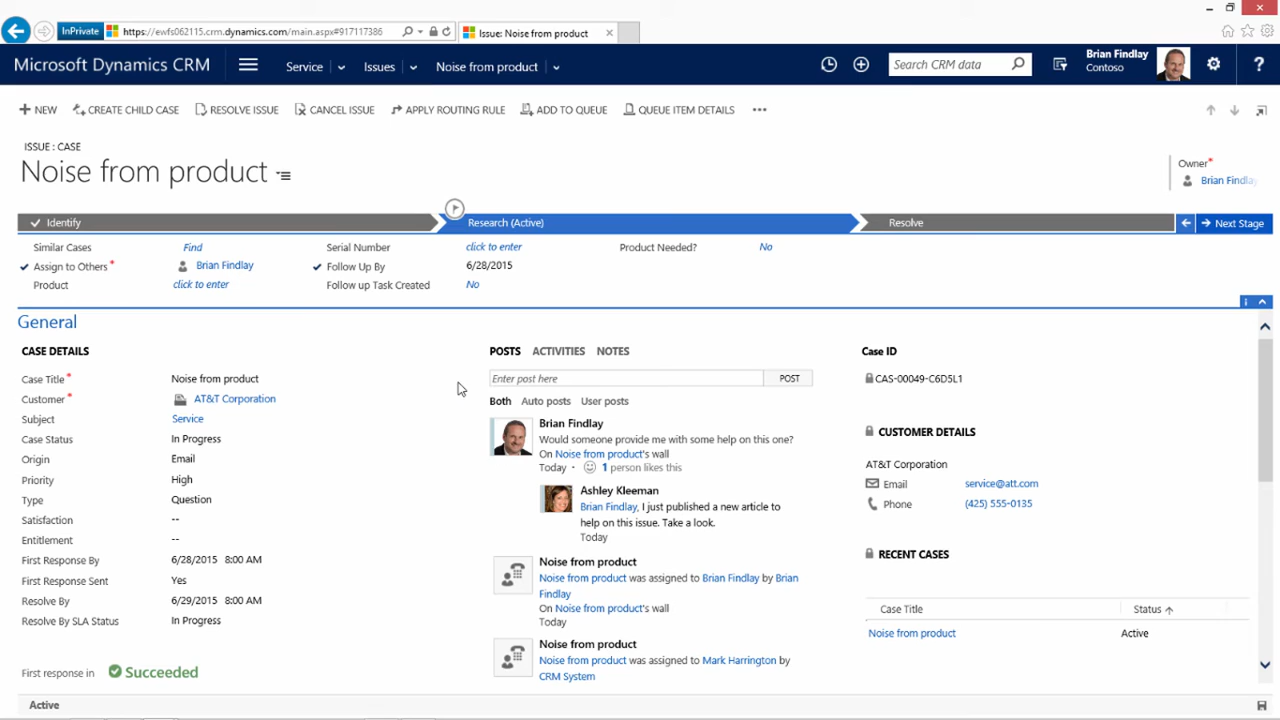 InPrivate
https://ewfs062115.crm.dynamics.com/main.aspx#917117386
Issue: Noise from product
Microsoft Dynamics CRM
Service
Issues
Noise from product
Search CRM data
Brian Findlay
Contoso
?
+ NEW
CREATE CHILD CASE
RESOLVE ISSUE
CANCEL ISSUE
APPLY ROUTING RULE
ADD TO QUEUE
QUEUE ITEM DETAILS
...
ISSUE : CASE
Noise from product
Owner*
Brian Findlay
Identify
Research (Active)
Resolve
Next Stage
Similar Cases Find
Serial Number click to enter
Product Needed? No
Assign to Others* Brian Findlay
Follow Up By 6/28/2015
Product click to enter
Follow up Task Created No
General
CASE DETAILS
Case Title* Noise from product
Customer* AT&T Corporation
Subject Service
Case Status In Progress
Origin Email
Priority High
Type Question
Satisfaction --
Entitlement --
First Response By 6/28/2015 8:00 AM
First Response Sent Yes
Resolve By 6/29/2015 8:00 AM
Resolve By SLA Status In Progress
First response in Succeeded
POSTS ACTIVITIES NOTES
Enter post here POST
Both Auto posts User posts
Brian Findlay
Would someone provide me with some help on this one?
On Noise from product's wall
Today · 1 person likes this
Ashley Kleeman
Brian Findlay, I just published a new article to
help on this issue. Take a look.
Today
Noise from product
Noise from product was assigned to Brian Findlay by Brian
Findlay
On Noise from product's wall
Today
Noise from product
Noise from product was assigned to Mark Harrington by
CRM System
Case ID
CAS-00049-C6D5L1
CUSTOMER DETAILS
AT&T Corporation
Email service@att.com
Phone (425) 555-0135
RECENT CASES
Case Title Status
Noise from product Active
Active